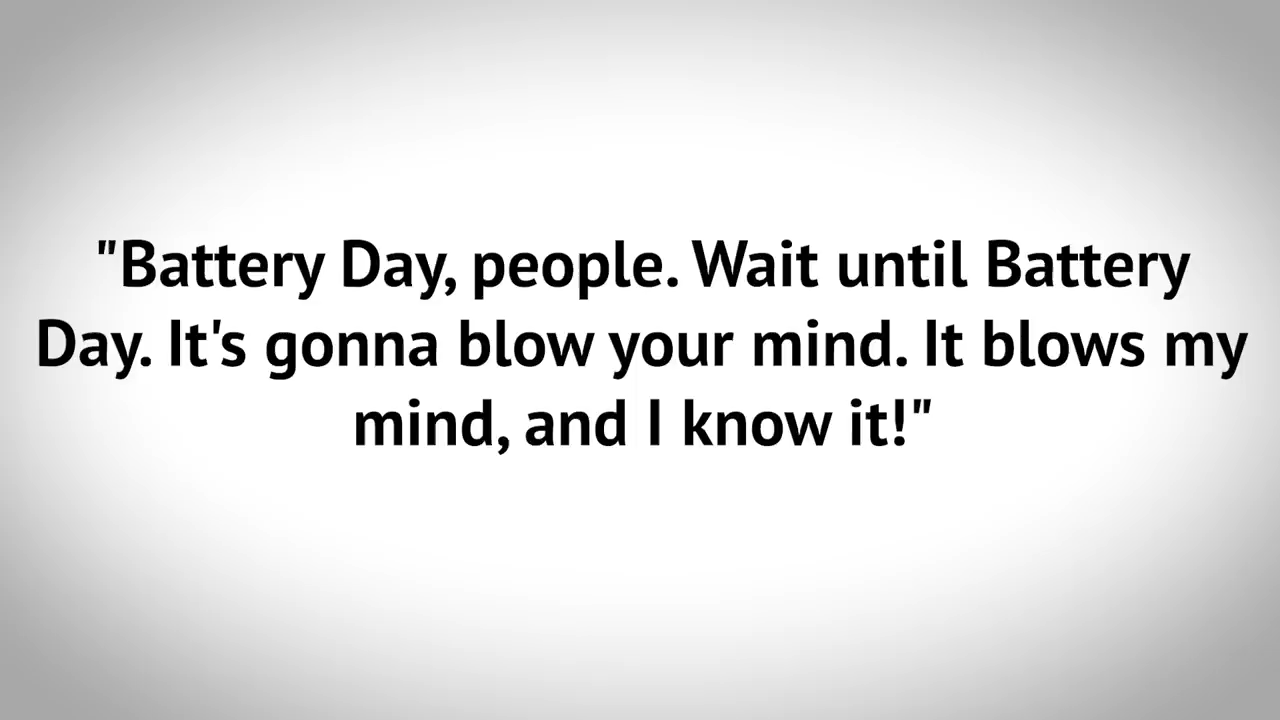 "Battery Day, people. Wait until Battery
Day. It's gonna blow your mind. It blows my
mind, and I know it!"